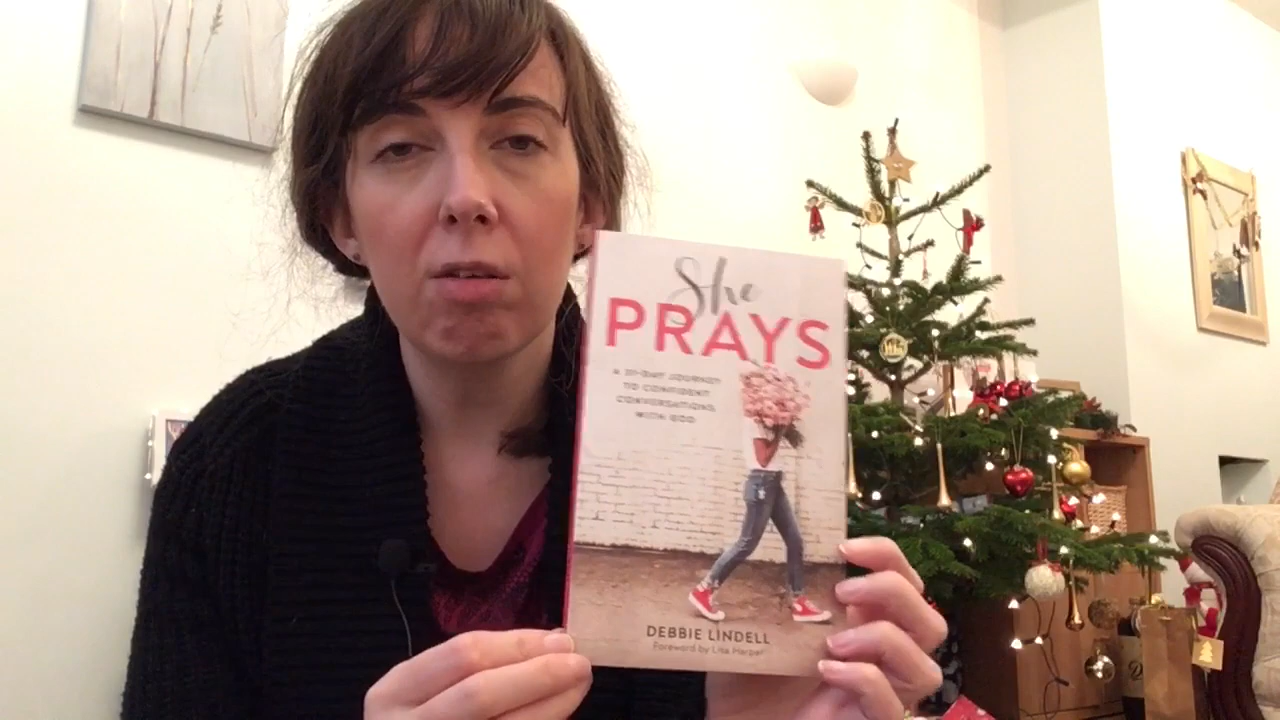 She
PRAYS
A 31-DAY JOURNEY
TO CONFIDENT
CONVERSATIONS
WITH GOD
DEBBIE LINDELL
Foreword by Lisa Harper